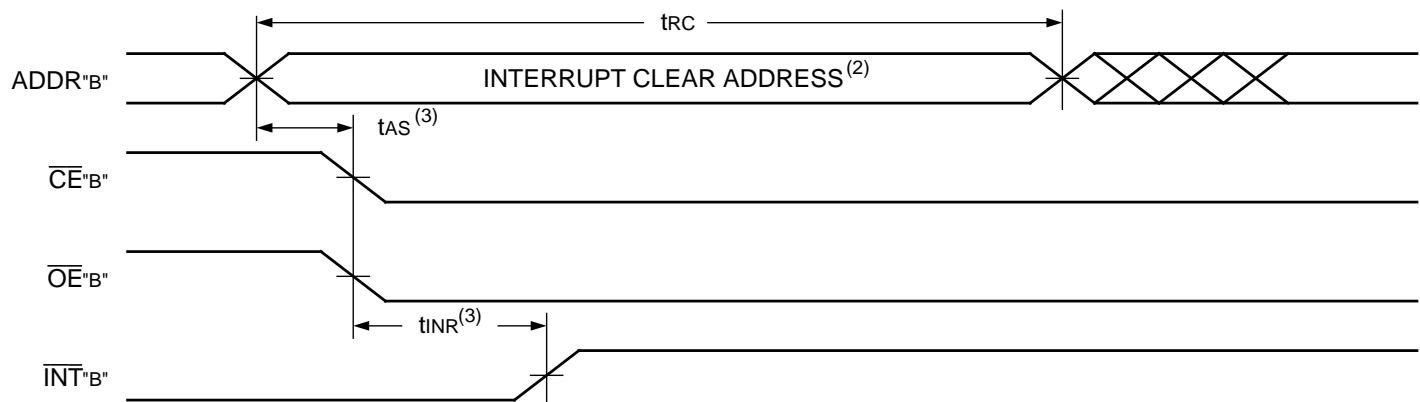 tRC
ADDR"B"
INTERRUPT CLEAR ADDRESS(2)
tAS(3)
CE"B"
OE"B"
tINR(3)
INT"B"